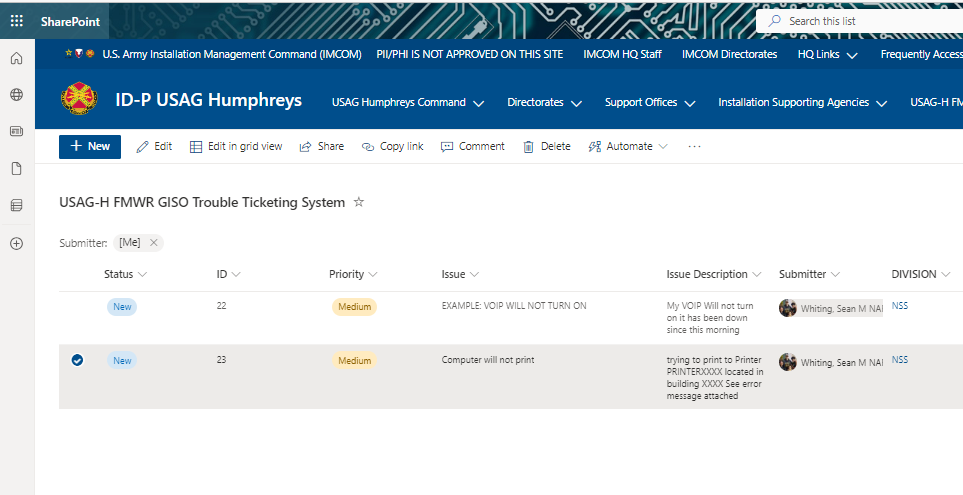 SharePoint
Search this list
U.S. Army Installation Management Command (IMCOM) PII/PHI IS NOT APPROVED ON THIS SITE IMCOM HQ Staff IMCOM Directorates HQ Links Frequently Access
ID-P USAG Humphreys
USAG Humphreys Command Directorates Support Offices Installation Supporting Agencies USAG-H FM
New Edit Edit in grid view Share Copy link Comment Delete Automate ...
USAG-H FMWR GISO Trouble Ticketing System
Submitter: [Me]
Status ID Priority Issue Issue Description Submitter DIVISION
New 22 Medium EXAMPLE: VOIP WILL NOT TURN ON
My VOIP Will not turn
on it has been down
since this morning
Whiting, Sean M NAI NSS
New 23 Medium Computer will not print
trying to print to Printer
PRINTERXXXX located in
building XXXX See error
message attached
Whiting, Sean M NAI NSS